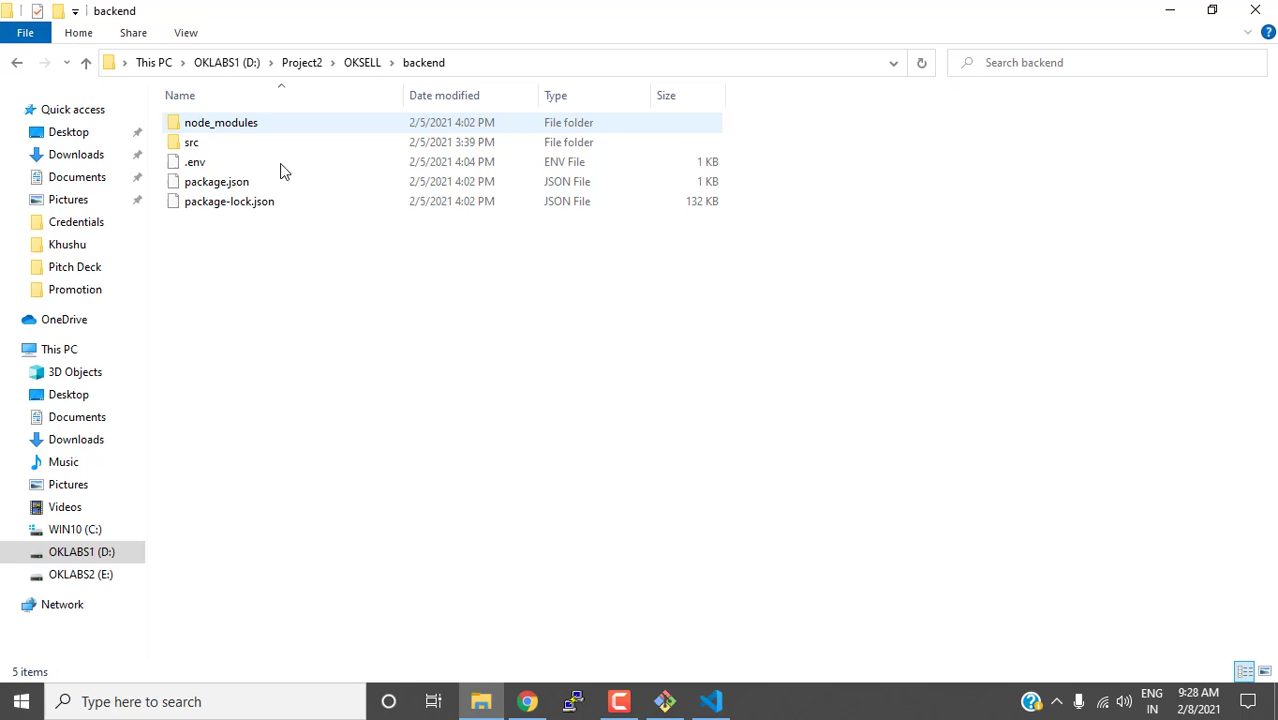 backend
File Home Share View
This PC OKLABS1 (D:) Project2 OKSELL backend Search backend
Name Date modified Type Size
Quick access
Desktop
Downloads
Documents
Pictures
Credentials
Khushu
Pitch Deck
Promotion
OneDrive
This PC
3D Objects
Desktop
Documents
Downloads
Music
Pictures
Videos
WIN10 (C:)
OKLABS1 (D:)
OKLABS2 (E:)
Network
node_modules 2/5/2021 4:02 PM File folder
src 2/5/2021 3:39 PM File folder
.env 2/5/2021 4:04 PM ENV File 1 KB
package.json 2/5/2021 4:02 PM JSON File 1 KB
package-lock.json 2/5/2021 4:02 PM JSON File 132 KB
5 items
Type here to search
ENG
IN
9:28 AM
2/8/2021